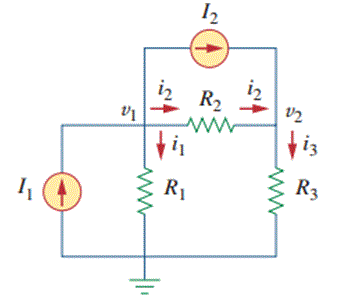 I₂
i₂ R₂ i₂
v₁ v₂
i₁ i₃
I₁ R₁ R₃